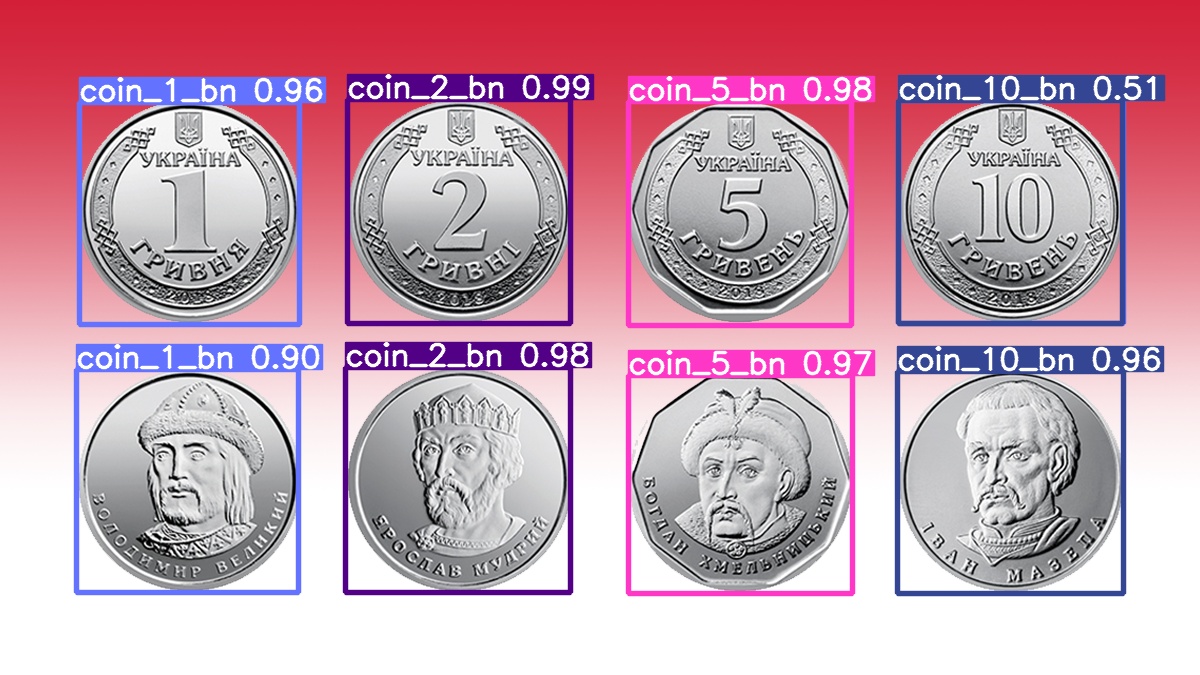 coin_1_bn 0.96
coin_2_bn 0.99
coin_5_bn 0.98
coin_10_bn 0.51
УКРАЇНА
1
ГРИВНЯ
2018
УКРАЇНА
2
ГРИВНІ
2018
УКРАЇНА
5
ГРИВЕНЬ
2018
УКРАЇНА
10
ГРИВЕНЬ
2018
coin_1_bn 0.90
coin_2_bn 0.98
coin_5_bn 0.97
coin_10_bn 0.96
ВОЛОДИМИР ВЕЛИКИЙ
ЯРОСЛАВ МУДРИЙ
БОГДАН ХМЕЛЬНИЦЬКИЙ
ІВАН МАЗЕПА